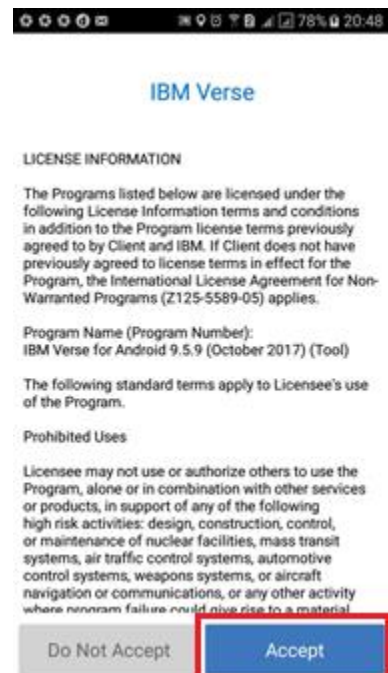 78% 20:48
IBM Verse
LICENSE INFORMATION
The Programs listed below are licensed under the
following License Information terms and conditions
in addition to the Program license terms previously
agreed to by Client and IBM. If Client does not have
previously agreed to license terms in effect for the
Program, the International License Agreement for Non-
Warranted Programs (Z125-5589-05) applies.
Program Name (Program Number):
IBM Verse for Android 9.5.9 (October 2017) (Tool)
The following standard terms apply to Licensee's use
of the Program.
Prohibited Uses
Licensee may not use or authorize others to use the
Program, alone or in combination with other services
or products, in support of any of the following
high risk activities: design, construction, control,
or maintenance of nuclear facilities, mass transit
systems, air traffic control systems, automotive
control systems, weapons systems, or aircraft
navigation or communications, or any other activity
where program failure could give rise to a material
Do Not Accept
Accept